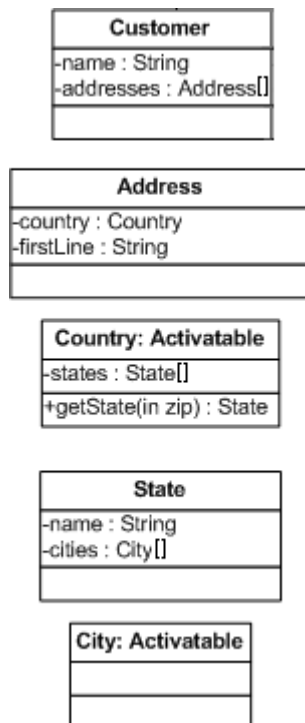 Customer
-name : String
-addresses : Address[]
Address
-country : Country
-firstLine : String
Country: Activatable
-states : State[]
+getState(in zip) : State
State
-name : String
-cities : City[]
City: Activatable